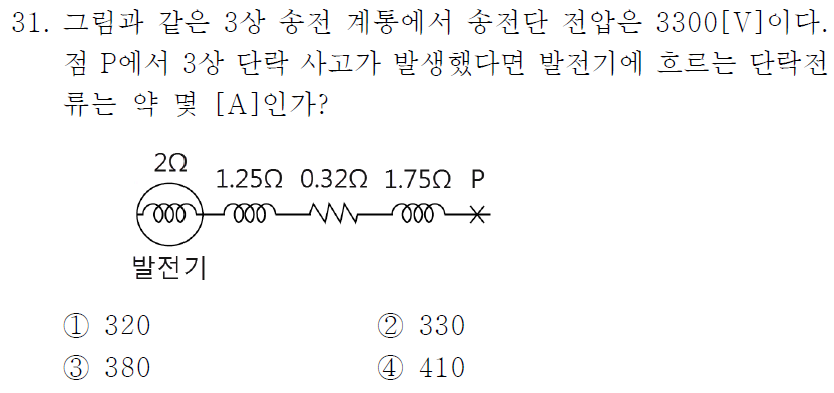 31. 그림과 같은 3상 송전 계통에서 송전단 전압은 3300[V]이다.
점 P에서 3상 단락 사고가 발생했다면 발전기에 흐르는 단락전
류는 약 몇 [A]인가?
2Ω
1.25Ω 0.32Ω 1.75Ω P
발전기
① 320 ② 330
③ 380 ④ 410